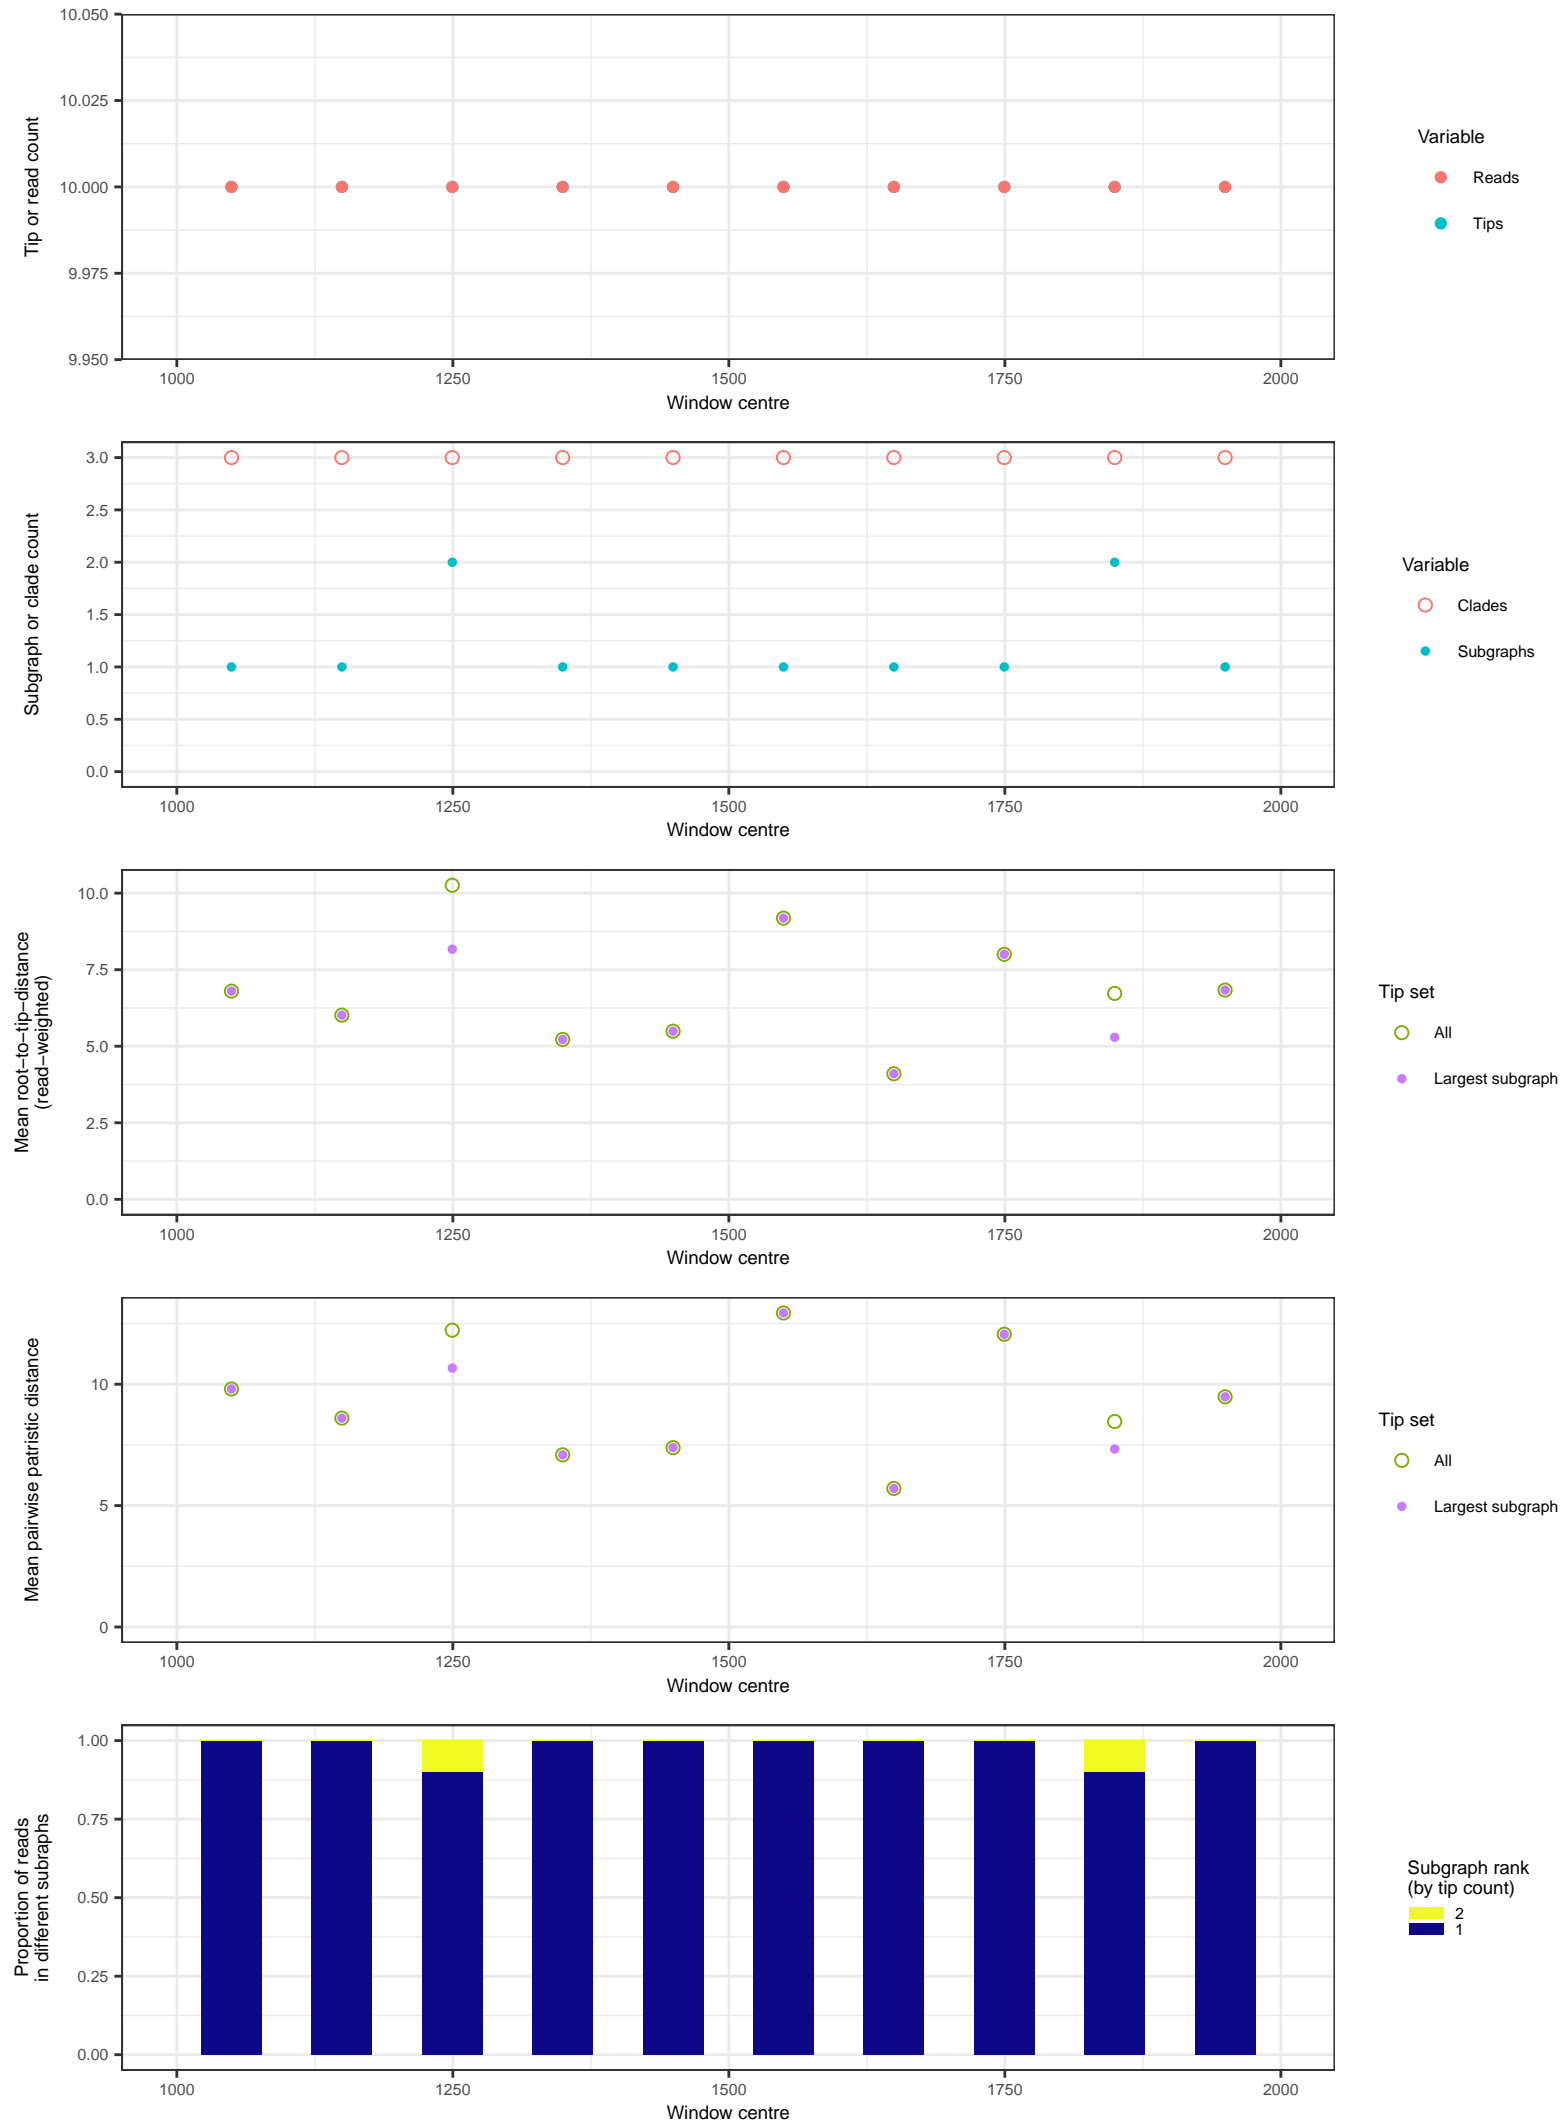 10.050
10.025
10.000
9.975
9.950
Tip or read count
1000 1250 1500 1750 2000
Window centre
Variable
Reads
Tips
3.0
2.5
2.0
1.5
1.0
0.5
0.0
Subgraph or clade count
1000 1250 1500 1750 2000
Window centre
Variable
Clades
Subgraphs
10.0
7.5
5.0
2.5
0.0
Mean root−to−tip−distance
(read−weighted)
1000 1250 1500 1750 2000
Window centre
Tip set
All
Largest subgraph
10
5
0
Mean pairwise patristic distance
1000 1250 1500 1750 2000
Window centre
Tip set
All
Largest subgraph
1.00
0.75
0.50
0.25
0.00
Proportion of reads
in different subraphs
1000 1250 1500 1750 2000
Window centre
Subgraph rank
(by tip count)
2
1